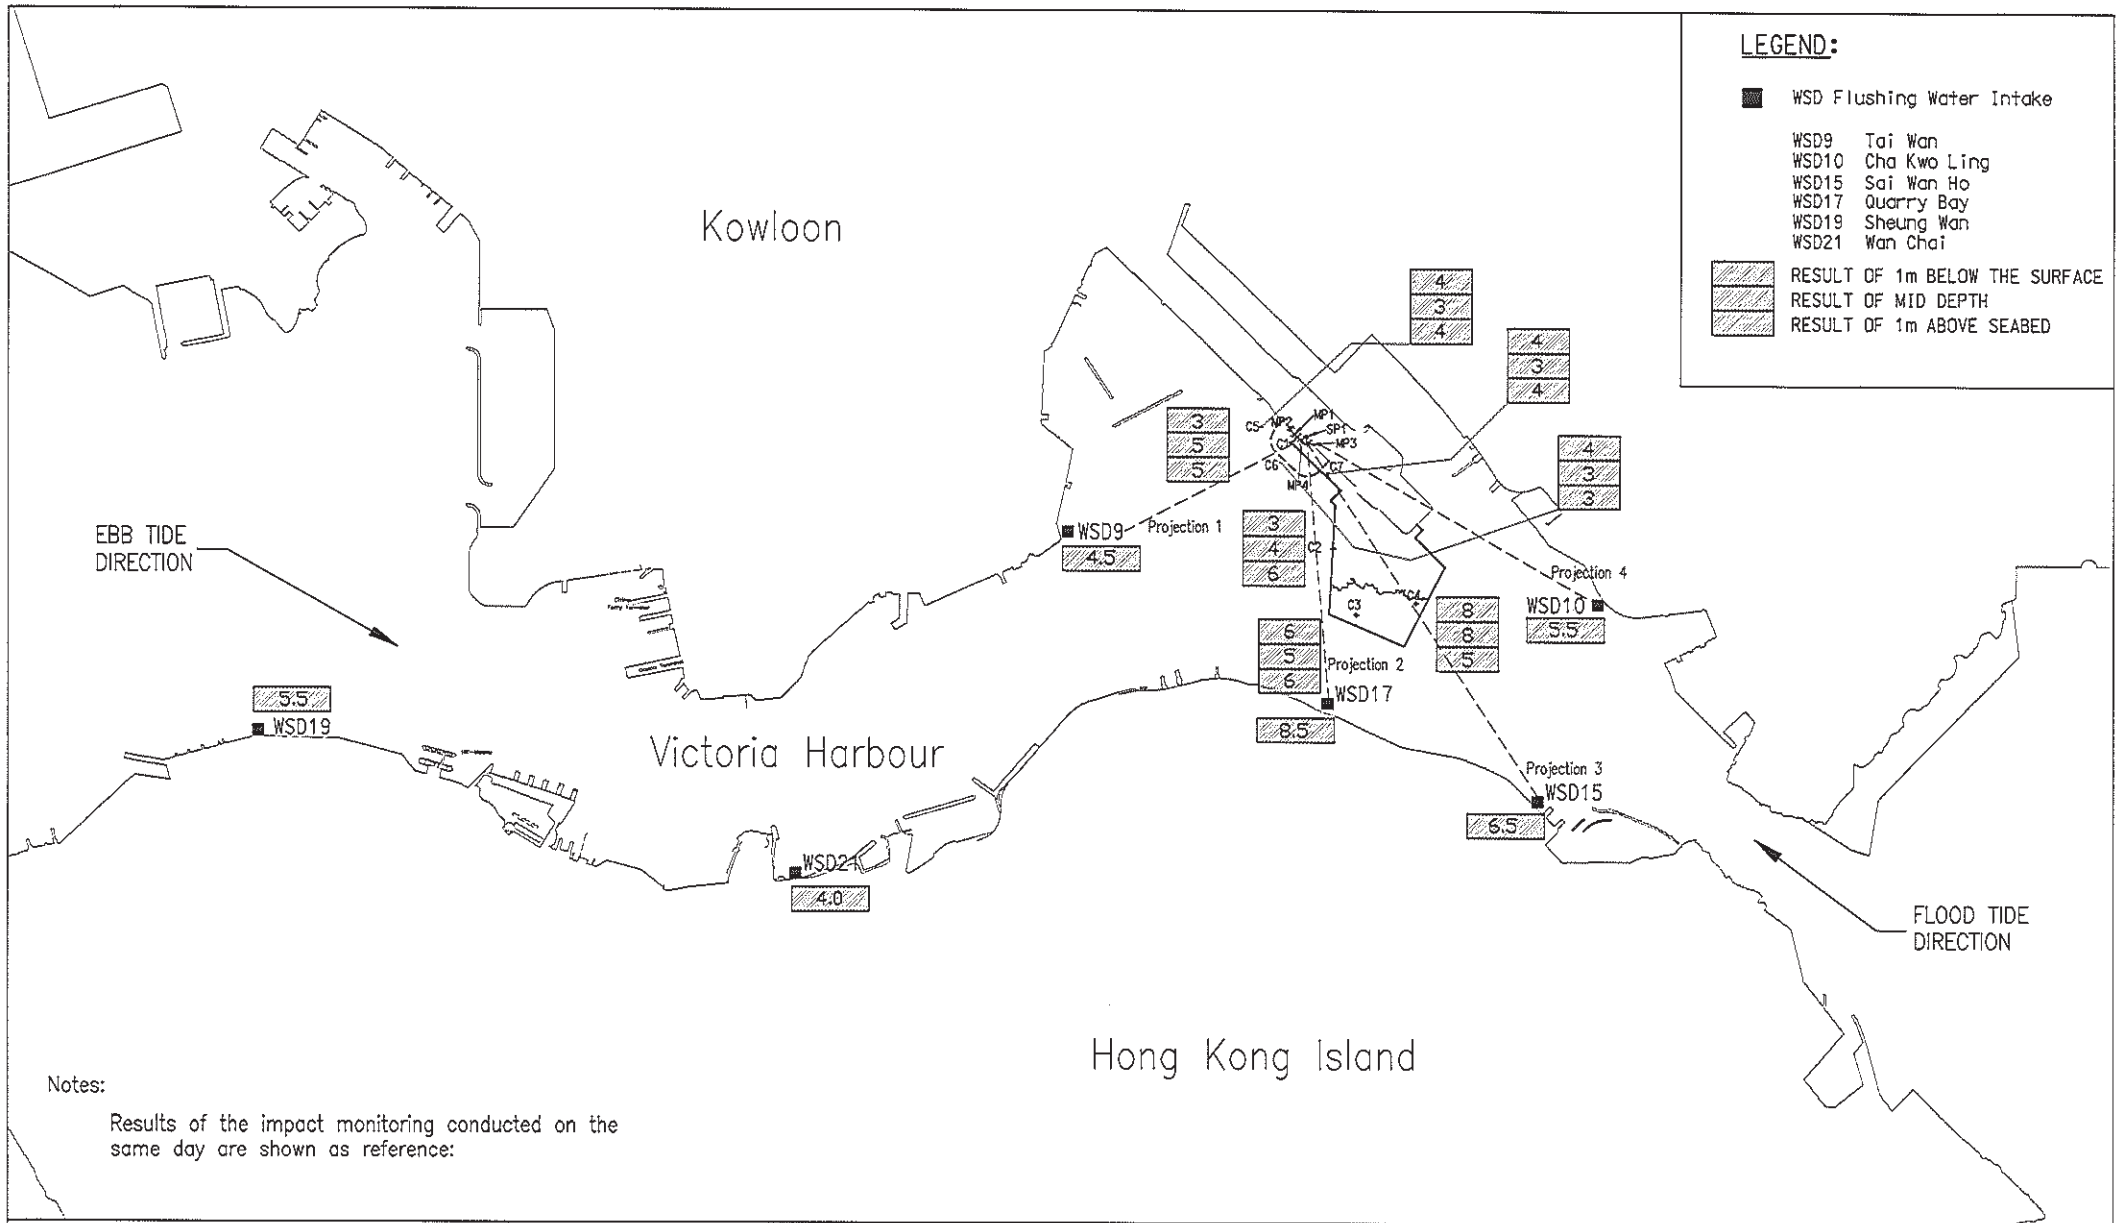 LEGEND:
WSD Flushing Water Intake
WSD9 Tai Wan
WSD10 Cha Kwo Ling
WSD15 Sai Wan Ho
WSD17 Quarry Bay
WSD19 Sheung Wan
WSD21 Wan Chai
RESULT OF 1m BELOW THE SURFACE
RESULT OF MID DEPTH
RESULT OF 1m ABOVE SEABED
Kowloon
4
3
4
4
3
4
3
5
5
4
3
3
MP1
MP2
C5
SP1
C1
MP3
C6
C7
MP4
EBB TIDE
DIRECTION
WSD9
4.5
Projection 1
3
4
6
C2
Projection 4
WSD10
5.5
C3
C4
8
8
5
6
5
6
Projection 2
WSD17
8.5
5.5
WSD19
Victoria Harbour
Projection 3
WSD15
6.5
WSD21
4.0
FLOOD TIDE
DIRECTION
Hong Kong Island
Notes:
Results of the impact monitoring conducted on the
same day are shown as reference: